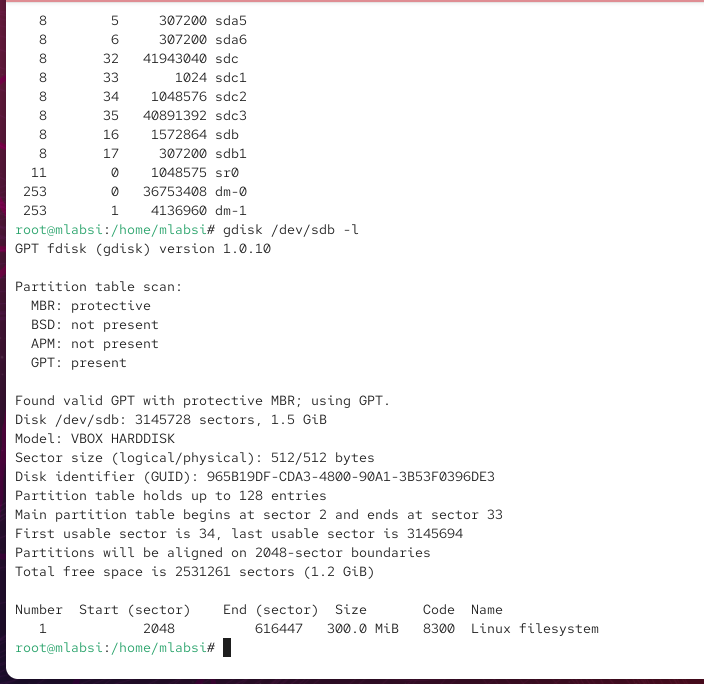 8        5     307200 sda5
   8        6     307200 sda6
   8       32   41943040 sdc
   8       33       1024 sdc1
   8       34    1048576 sdc2
   8       35   40891392 sdc3
   8       16    1572864 sdb
   8       17     307200 sdb1
  11        0    1048575 sr0
 253        0   36753408 dm-0
 253        1    4136960 dm-1
root@mlabsi:/home/mlabsi# gdisk /dev/sdb -l
GPT fdisk (gdisk) version 1.0.10

Partition table scan:
  MBR: protective
  BSD: not present
  APM: not present
  GPT: present

Found valid GPT with protective MBR; using GPT.
Disk /dev/sdb: 3145728 sectors, 1.5 GiB
Model: VBOX HARDDISK
Sector size (logical/physical): 512/512 bytes
Disk identifier (GUID): 965B19DF-CDA3-4800-90A1-3B53F0396DE3
Partition table holds up to 128 entries
Main partition table begins at sector 2 and ends at sector 33
First usable sector is 34, last usable sector is 3145694
Partitions will be aligned on 2048-sector boundaries
Total free space is 2531261 sectors (1.2 GiB)

Number  Start (sector)    End (sector)  Size       Code  Name
   1            2048          616447   300.0 MiB   8300  Linux filesystem
root@mlabsi:/home/mlabsi#